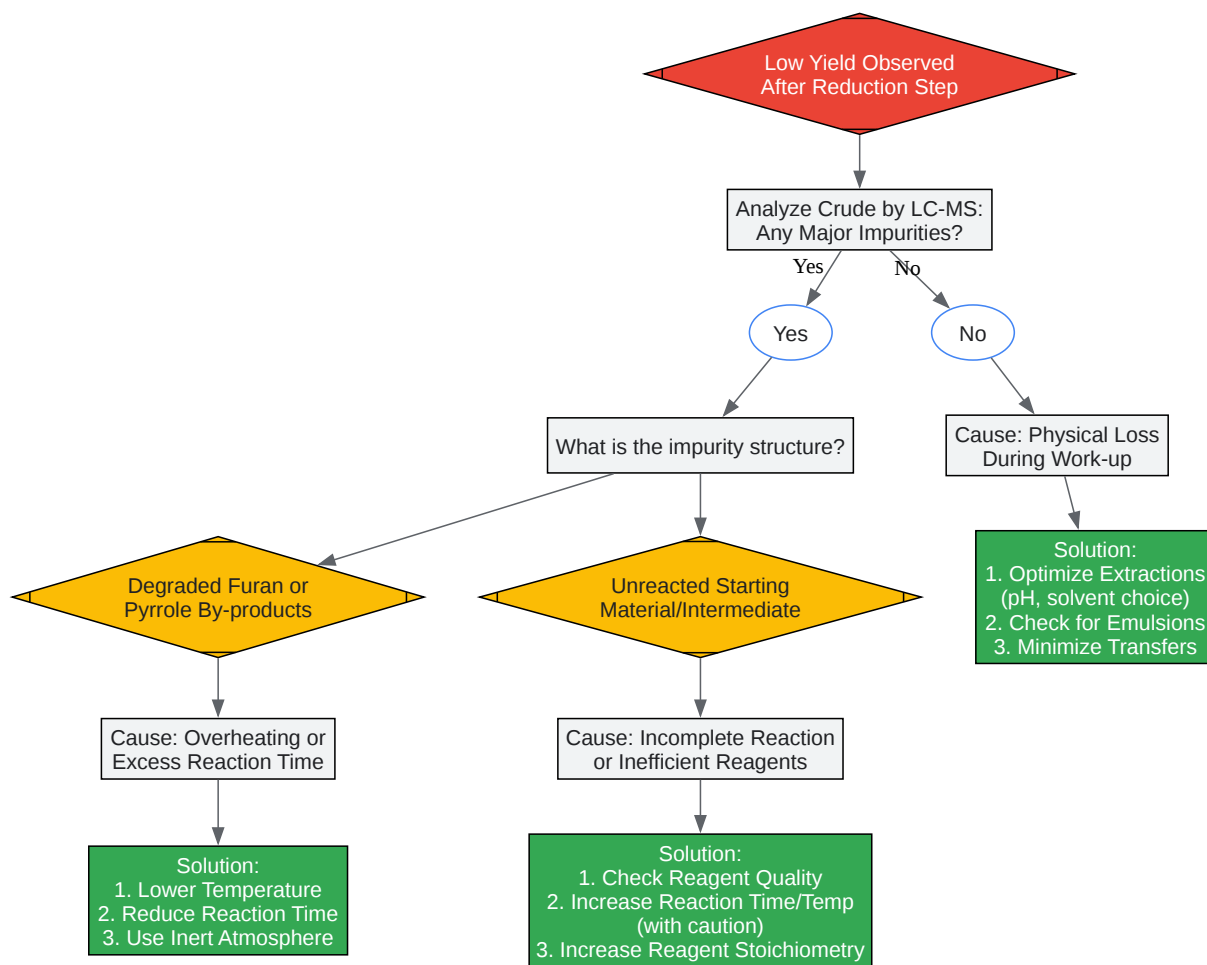 Low Yield Observed
After Reduction Step
Analyze Crude by LC-MS:
Any Major Impurities?
Yes
No
Yes
No
What is the impurity structure?
Cause: Physical Loss
During Work-up
Degraded Furan or
Pyrrole By-products
Unreacted Starting
Material/Intermediate
Solution:
1. Optimize Extractions
(pH, solvent choice)
2. Check for Emulsions
3. Minimize Transfers
Cause: Overheating or
Excess Reaction Time
Cause: Incomplete Reaction
or Inefficient Reagents
Solution:
1. Lower Temperature
2. Reduce Reaction Time
3. Use Inert Atmosphere
Solution:
1. Check Reagent Quality
2. Increase Reaction Time/Temp
(with caution)
3. Increase Reagent Stoichiometry